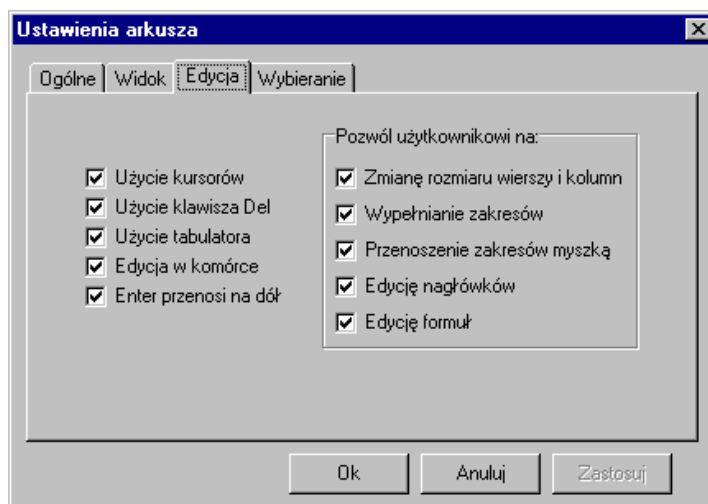 Ustawienia arkusza
Ogólne Widok Edycja Wybieranie
Użycie kursorów
Użycie klawisza Del
Użycie tabulatora
Edycja w komórce
Enter przenosi na dół
Pozwól użytkownikowi na:
Zmianę rozmiaru wierszy i kolumn
Wypełnianie zakresów
Przenoszenie zakresów myszką
Edycję nagłówków
Edycję formuł
Ok Anuluj Zastosuj